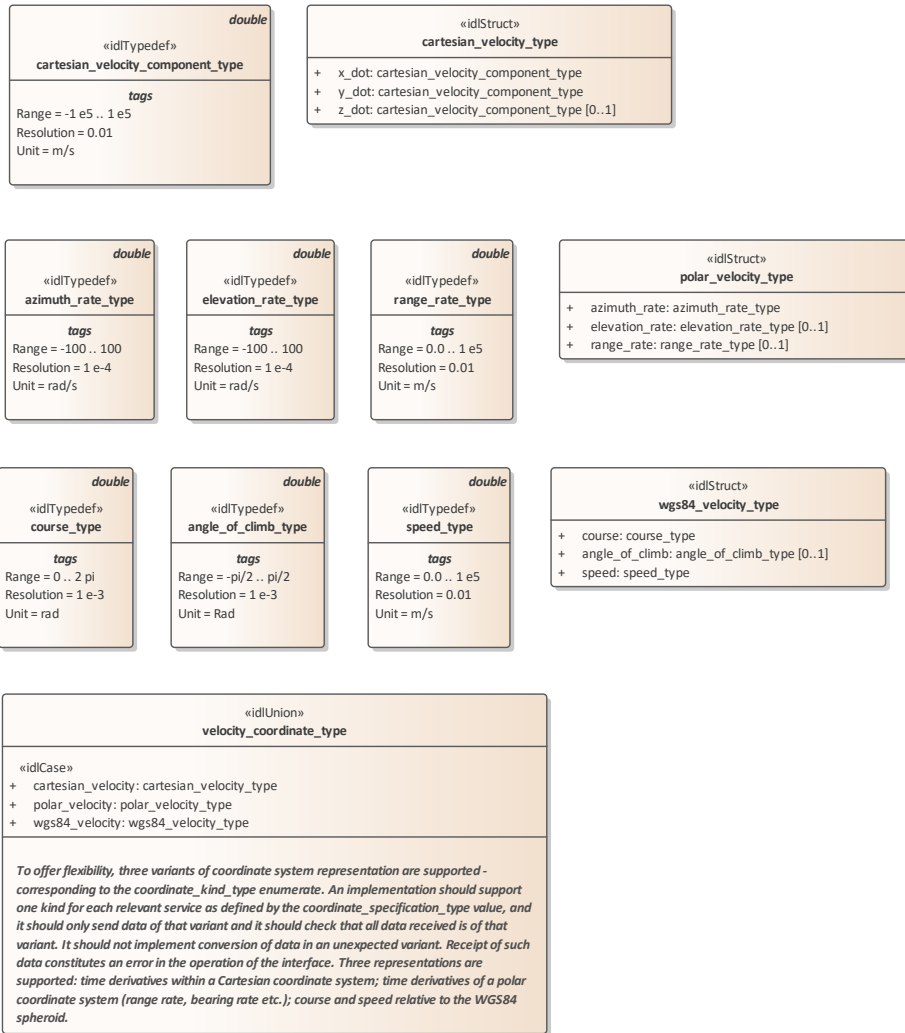 double
«idlTypedef»
cartesian_velocity_component_type
tags
Range = -1 e5 .. 1 e5
Resolution = 0.01
Unit = m/s
«idlStruct»
cartesian_velocity_type
+ x_dot: cartesian_velocity_component_type
+ y_dot: cartesian_velocity_component_type
+ z_dot: cartesian_velocity_component_type [0..1]
double
«idlTypedef»
azimuth_rate_type
tags
Range = -100 .. 100
Resolution = 1 e-4
Unit = rad/s
double
«idlTypedef»
elevation_rate_type
tags
Range = -100 .. 100
Resolution = 1 e-4
Unit = rad/s
double
«idlTypedef»
range_rate_type
tags
Range = 0.0 .. 1 e5
Resolution = 0.01
Unit = m/s
«idlStruct»
polar_velocity_type
+ azimuth_rate: azimuth_rate_type
+ elevation_rate: elevation_rate_type [0..1]
+ range_rate: range_rate_type [0..1]
double
«idlTypedef»
course_type
tags
Range = 0 .. 2 pi
Resolution = 1 e-3
Unit = rad
double
«idlTypedef»
angle_of_climb_type
tags
Range = -pi/2 .. pi/2
Resolution = 1 e-3
Unit = Rad
double
«idlTypedef»
speed_type
tags
Range = 0.0 .. 1 e5
Resolution = 0.01
Unit = m/s
«idlStruct»
wgs84_velocity_type
+ course: course_type
+ angle_of_climb: angle_of_climb_type [0..1]
+ speed: speed_type
«idlUnion»
velocity_coordinate_type
«idlCase»
+ cartesian_velocity: cartesian_velocity_type
+ polar_velocity: polar_velocity_type
+ wgs84_velocity: wgs84_velocity_type
To offer flexibility, three variants of coordinate system representation are supported -
corresponding to the coordinate_kind_type enumerate. An implementation should support
one kind for each relevant service as defined by the coordinate_specification_type value, and
it should only send data of that variant and it should check that all data received is of that
variant. It should not implement conversion of data in an unexpected variant. Receipt of such
data constitutes an error in the operation of the interface. Three representations are
supported: time derivatives within a Cartesian coordinate system; time derivatives of a polar
coordinate system (range rate, bearing rate etc.); course and speed relative to the WGS84
spheroid.